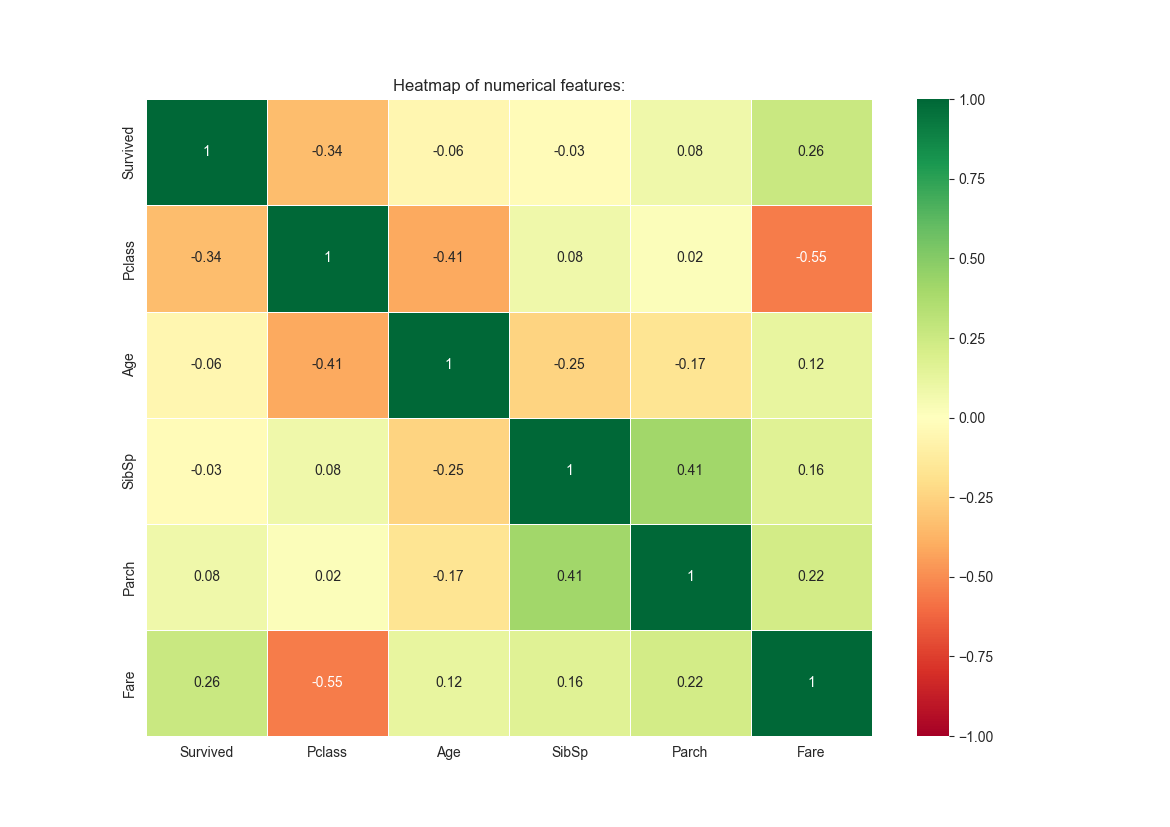 Heatmap of numerical features:
Survived 1 -0.34 -0.06 -0.03 0.08 0.26
Pclass -0.34 1 -0.41 0.08 0.02 -0.55
Age -0.06 -0.41 1 -0.25 -0.17 0.12
SibSp -0.03 0.08 -0.25 1 0.41 0.16
Parch 0.08 0.02 -0.17 0.41 1 0.22
Fare 0.26 -0.55 0.12 0.16 0.22 1
Survived Pclass Age SibSp Parch Fare
1.00
0.75
0.50
0.25
0.00
−0.25
−0.50
−0.75
−1.00